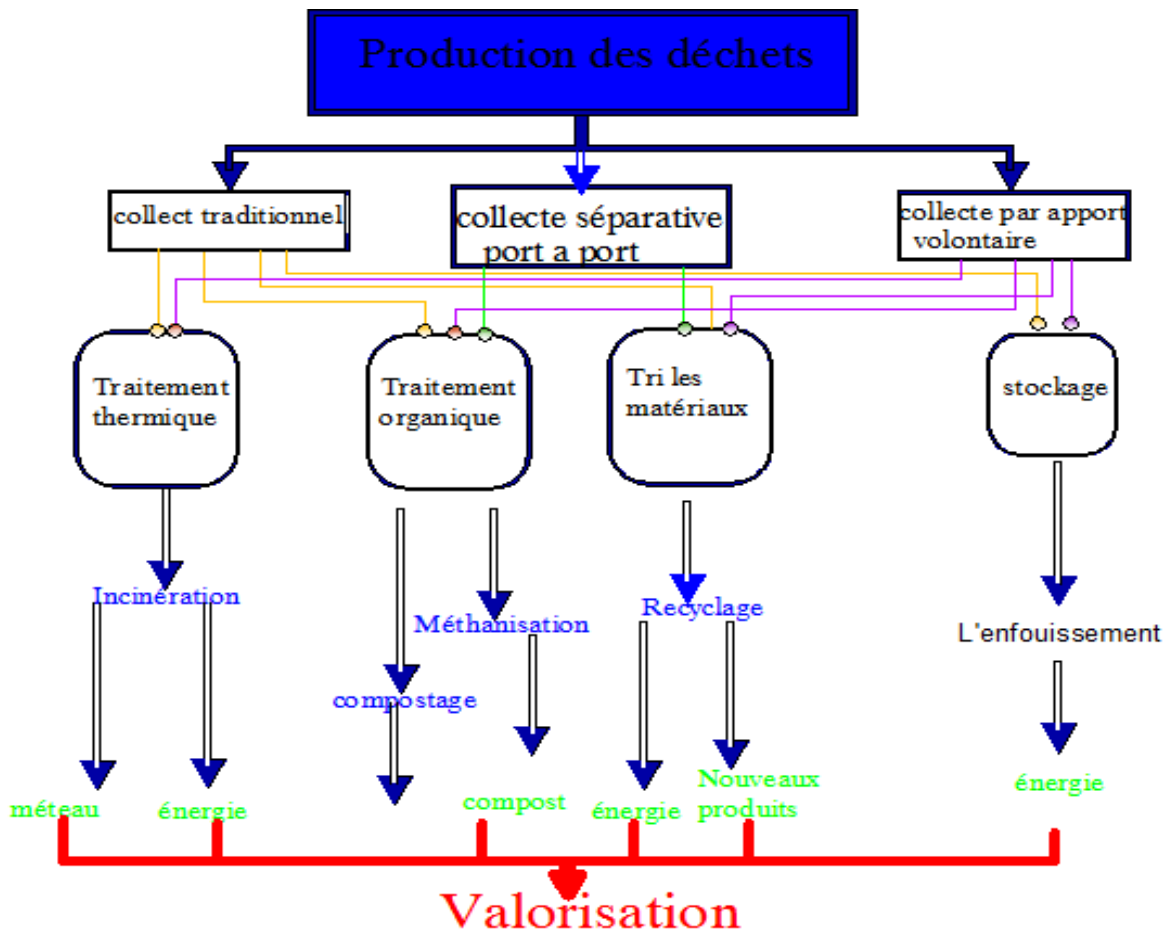 Production des déchets
collect traditionnel
collecte séparative
port a port
collecte par apport
volontaire
Traitement
thermique
Traitement
organique
Tri les
matériaux
stockage
Incinération
Méthanisation
Recyclage
L'enfouissement
compostage
méteau
énergie
compost
énergie
Nouveaux
produits
énergie
Valorisation